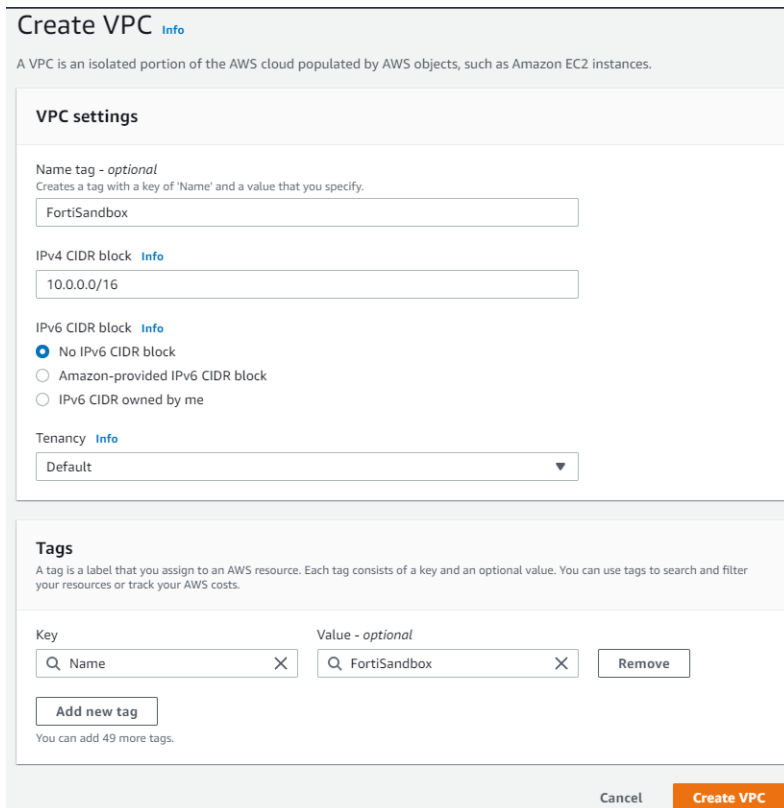 Create VPC Info
A VPC is an isolated portion of the AWS cloud populated by AWS objects, such as Amazon EC2 instances.
VPC settings
Name tag - optional
Creates a tag with a key of 'Name' and a value that you specify.
FortiSandbox
IPv4 CIDR block Info
10.0.0.0/16
IPv6 CIDR block Info
No IPv6 CIDR block
Amazon-provided IPv6 CIDR block
IPv6 CIDR owned by me
Tenancy Info
Default
Tags
A tag is a label that you assign to an AWS resource. Each tag consists of a key and an optional value. You can use tags to search and filter
your resources or track your AWS costs.
Key Value - optional
Name FortiSandbox Remove
Add new tag
You can add 49 more tags.
Cancel Create VPC